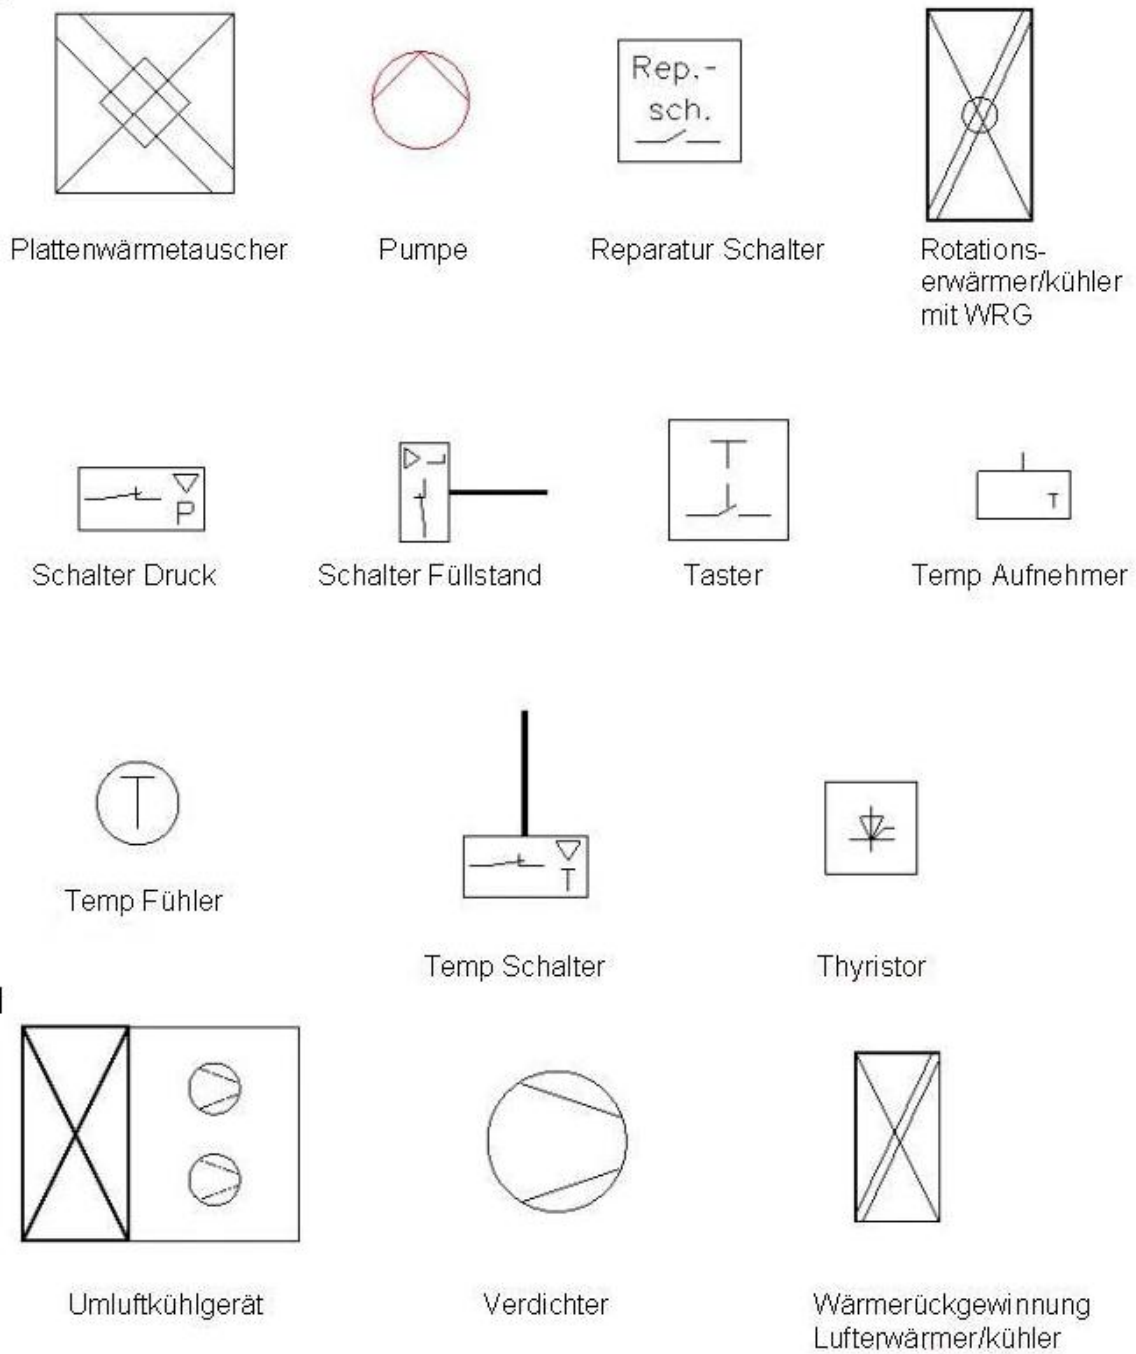 Rep.-
sch.
Plattenwärmetauscher
Pumpe
Reparatur Schalter
Rotations-
erwärmer/kühler
mit WRG
P
T
Schalter Druck
Schalter Füllstand
Taster
Temp Aufnehmer
T
T
Temp Fühler
Temp Schalter
Thyristor
Umluftkühlgerät
Verdichter
Wärmerückgewinnung
Lufterwärmer/kühler